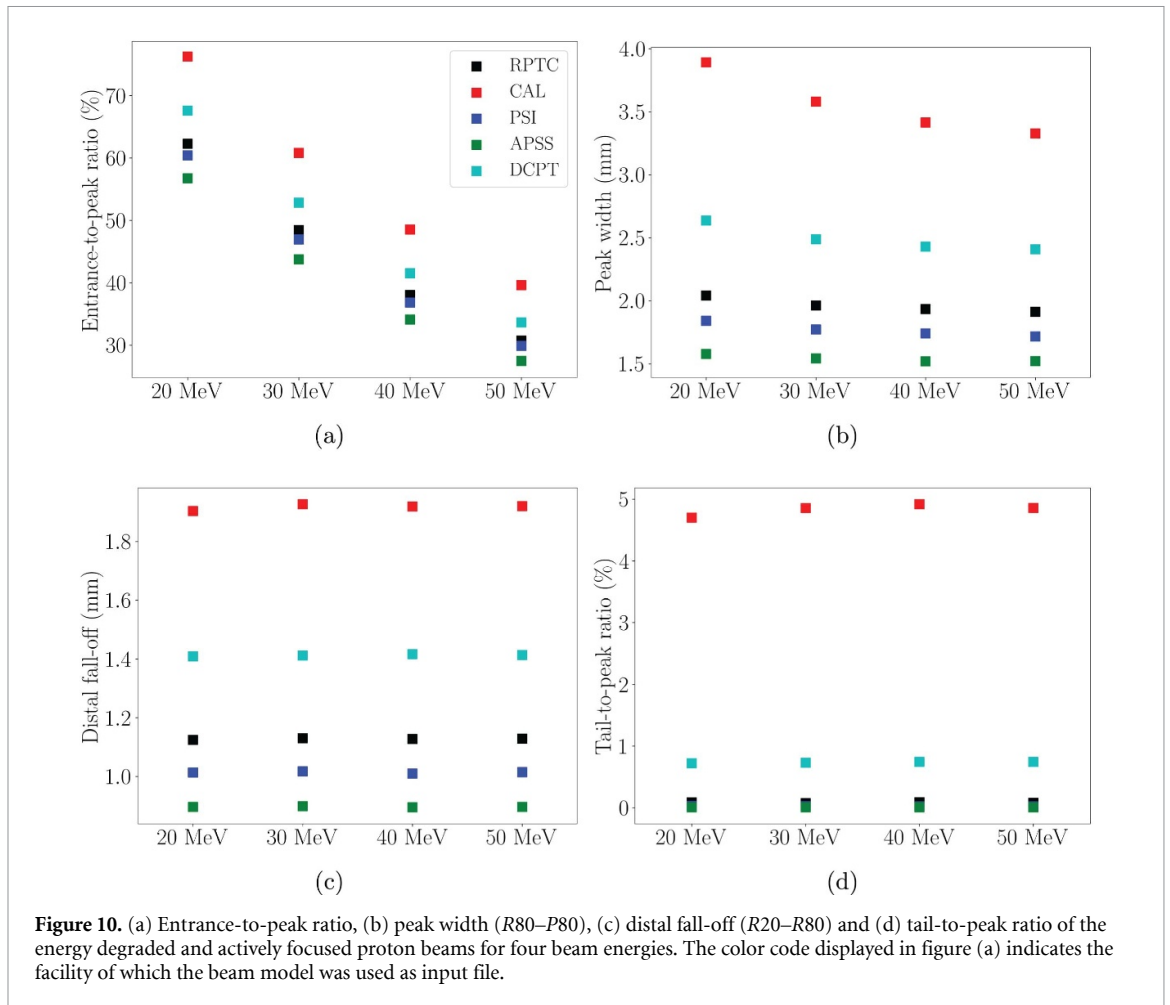 Entrance-to-peak ratio (%)
70
60
50
40
30
20 MeV 30 MeV 40 MeV 50 MeV
RPTC
CAL
PSI
APSS
DCPT
(a)
Peak width (mm)
4.0
3.5
3.0
2.5
2.0
1.5
20 MeV 30 MeV 40 MeV 50 MeV
(b)
Distal fall-off (mm)
1.8
1.6
1.4
1.2
1.0
20 MeV 30 MeV 40 MeV 50 MeV
(c)
Tail-to-peak ratio (%)
5
4
3
2
1
0
20 MeV 30 MeV 40 MeV 50 MeV
(d)
Figure 10. (a) Entrance-to-peak ratio, (b) peak width (R80–P80), (c) distal fall-off (R20–R80) and (d) tail-to-peak ratio of the
energy degraded and actively focused proton beams for four beam energies. The color code displayed in figure (a) indicates the
facility of which the beam model was used as input file.